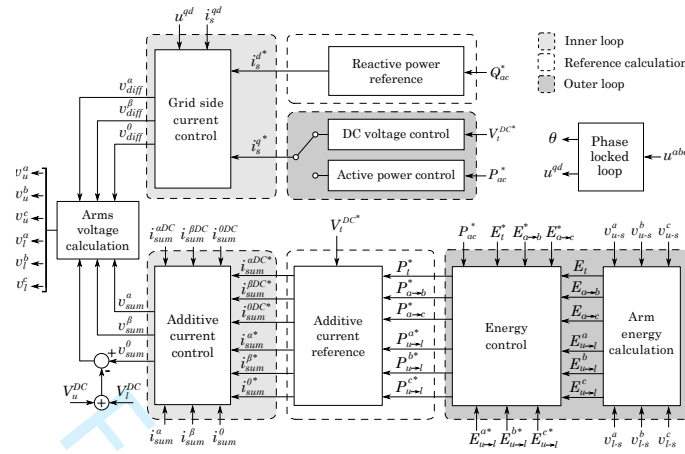 u^{qd} i_s^{qd}
Inner loop
Reference calculation
Outer loop
Grid side current control
i_s^{d*}
Reactive power reference
Q_{ac}^*
v_{diff}^α
v_{diff}^β
v_{diff}^0
i_s^{q*}
DC voltage control
V_t^{DC*}
Active power control
P_{ac}^*
θ
u^{qd}
Phase locked loop
u^{abc}
v_u^a
v_u^b
v_u^c
v_l^a
v_l^b
v_l^c
Arms voltage calculation
i_{sum}^{αDC} i_{sum}^{βDC} i_{sum}^{0DC}
V_t^{DC*}
P_{ac}^* E_t^* E_{a→b}^* E_{a→c}^*
v_{u-s}^a v_{u-s}^b v_{u-s}^c
v_{sum}^α
v_{sum}^β
v_{sum}^0
+
-
+
V_u^{DC} V_l^{DC}
Additive current control
i_{sum}^{αDC*}
i_{sum}^{βDC*}
i_{sum}^{0DC*}
i_{sum}^{α*}
i_{sum}^{β*}
i_{sum}^{0*}
Additive current reference
P_t^*
P_{a→b}^*
P_{a→c}^*
P_{u→l}^{a*}
P_{u→l}^{b*}
P_{u→l}^{c*}
Energy control
E_t
E_{a→b}
E_{a→c}
E_{u→l}^a
E_{u→l}^b
E_{u→l}^c
Arm energy calculation
i_{sum}^α i_{sum}^β i_{sum}^0
E_{u→l}^{a*} E_{u→l}^{b*} E_{u→l}^{c*}
v_{l-s}^a v_{l-s}^b v_{l-s}^c
F